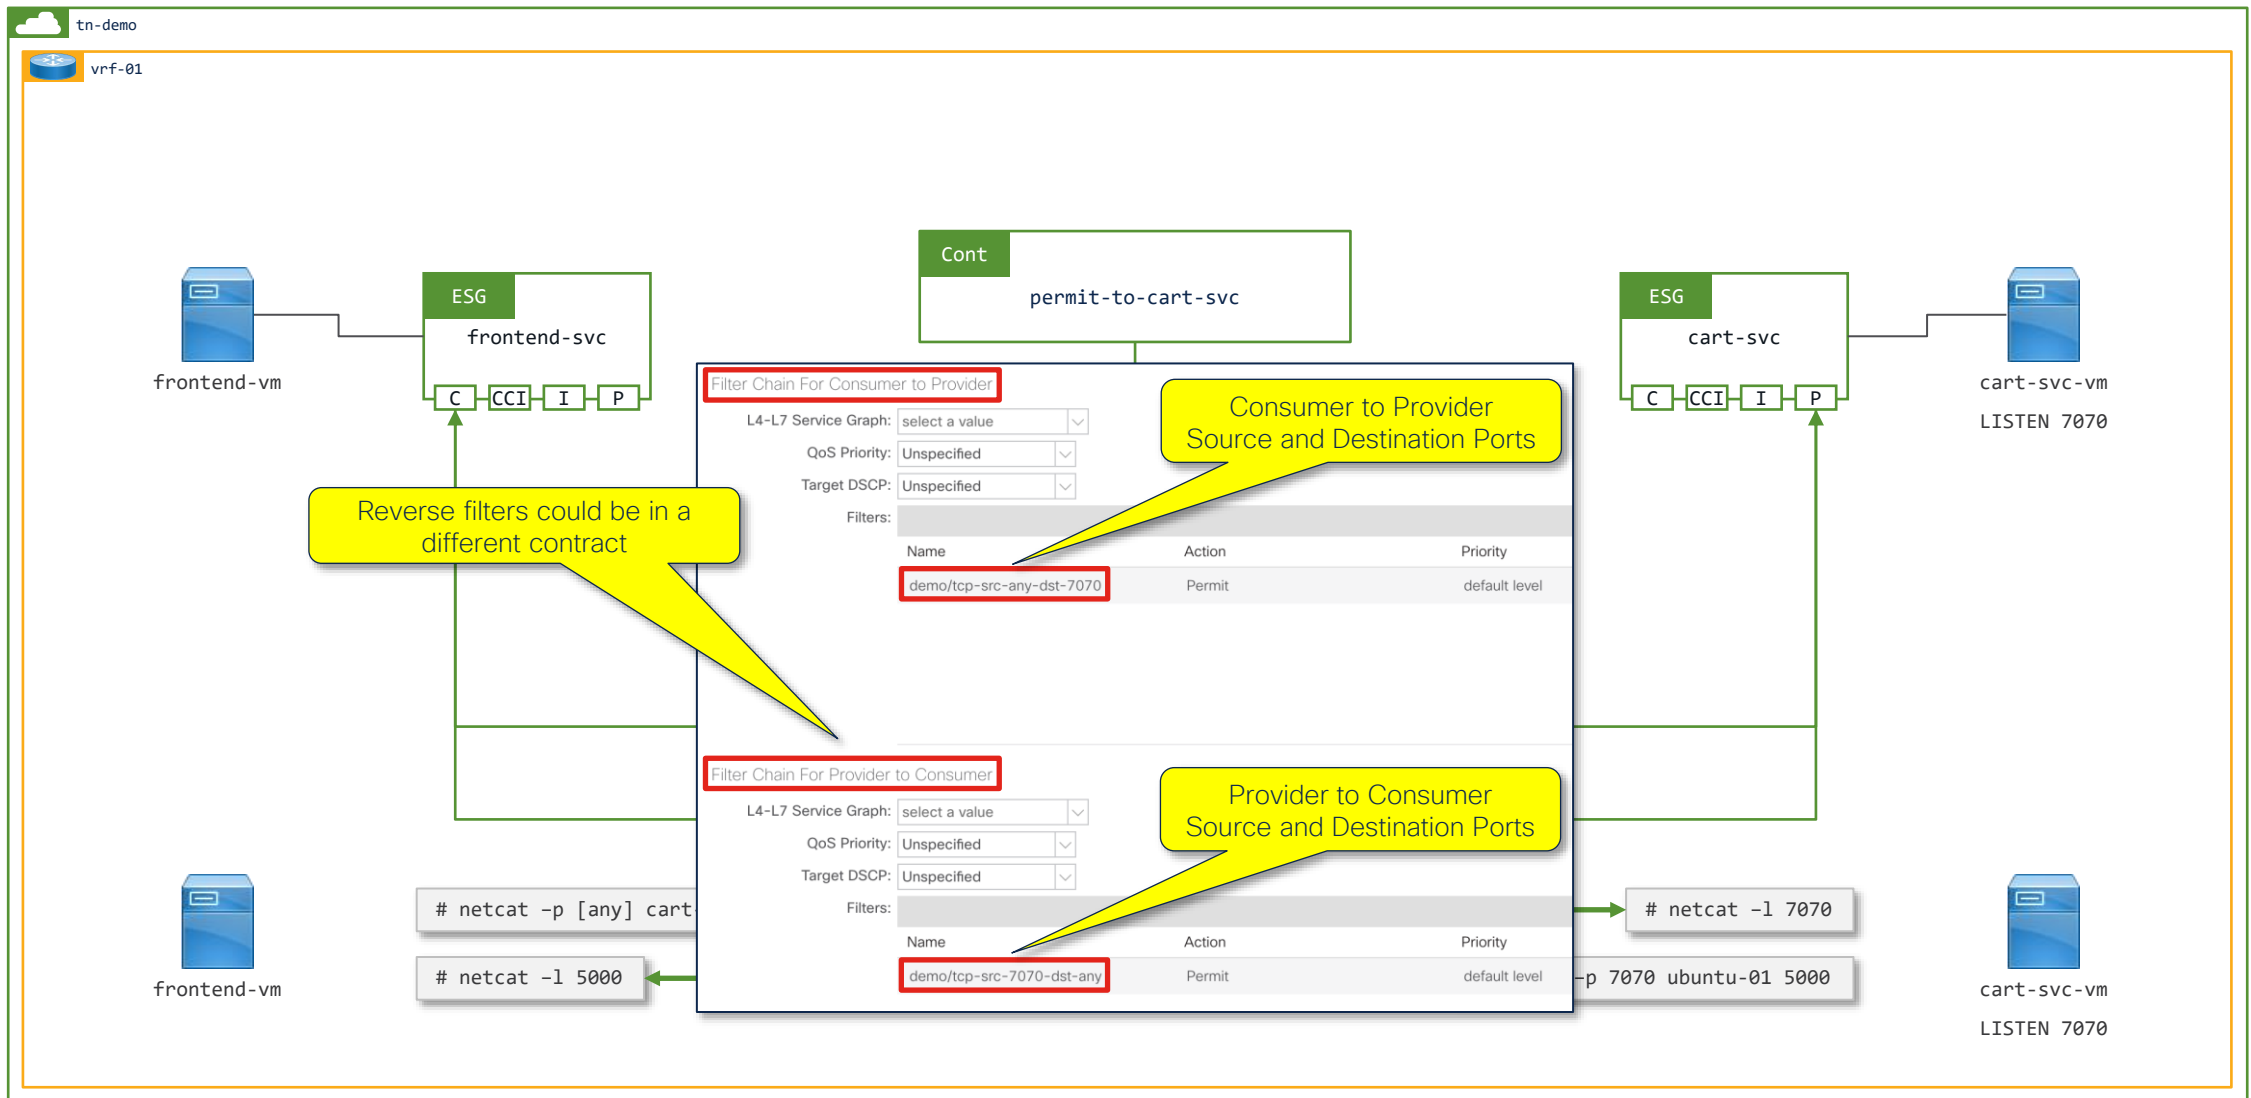 tn-demo
vrf-01
Cont
permit-to-cart-svc
ESG
frontend-svc
C
CCI
I
P
frontend-vm
ESG
cart-svc
C
CCI
I
P
cart-svc-vm
LISTEN 7070
Filter Chain For Consumer to Provider
L4-L7 Service Graph: select a value
QoS Priority: Unspecified
Target DSCP: Unspecified
Filters:
Name Action Priority
demo/tcp-src-any-dst-7070 Permit default level
Consumer to Provider
Source and Destination Ports
Reverse filters could be in a
different contract
Filter Chain For Provider to Consumer
L4-L7 Service Graph: select a value
QoS Priority: Unspecified
Target DSCP: Unspecified
Filters:
Name Action Priority
demo/tcp-src-7070-dst-any Permit default level
Provider to Consumer
Source and Destination Ports
# netcat –p [any] cart-
# netcat –l 7070
# netcat –l 5000
–p 7070 ubuntu-01 5000
frontend-vm
cart-svc-vm
LISTEN 7070